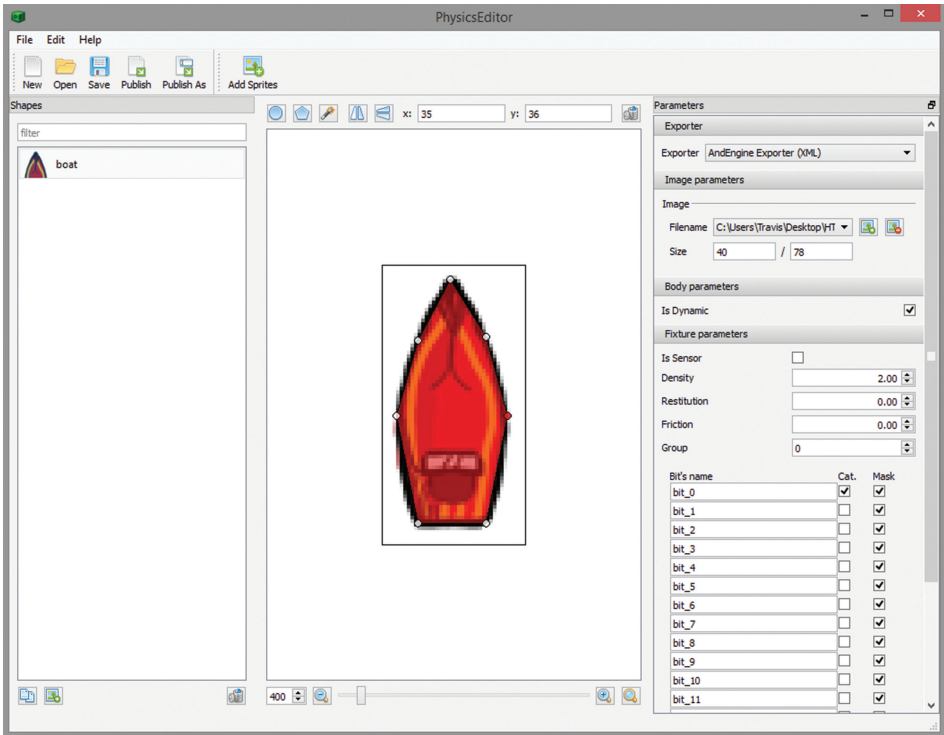 PhysicsEditor
File Edit Help
New Open Save Publish Publish As Add Sprites
Shapes
filter
boat
x: 35 y: 36
400
Parameters
Exporter
Exporter AndEngine Exporter (XML)
Image parameters
Image
Filename C:\Users\Travis\Desktop\HT
Size 40 / 78
Body parameters
Is Dynamic
Fixture parameters
Is Sensor
Density 2.00
Restitution 0.00
Friction 0.00
Group 0
Bit's name Cat. Mask
bit_0
bit_1
bit_2
bit_3
bit_4
bit_5
bit_6
bit_7
bit_8
bit_9
bit_10
bit_11